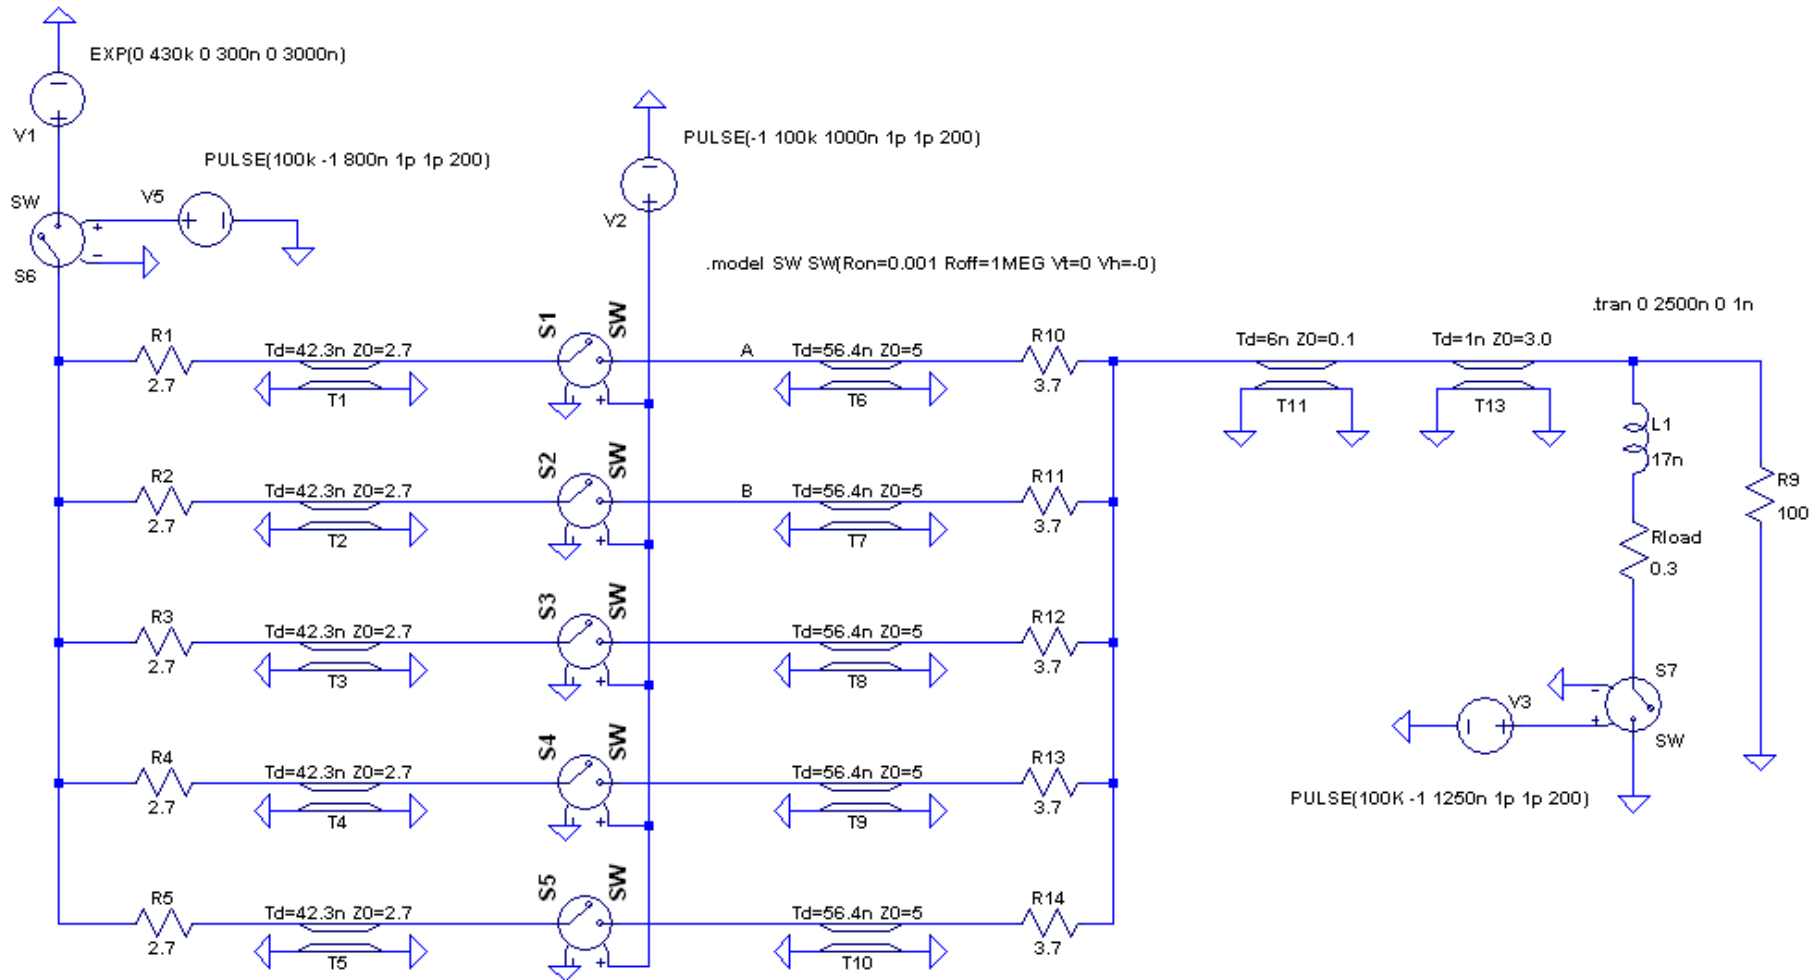 EXP(0 430k 0 300n 0 3000n)
V1
PULSE(-1 100k 1000n 1p 1p 200)
PULSE(100k -1 800n 1p 1p 200)
SW
V5
V2
S6
.model SW SW(Ron=0.001 Roff=1MEG Vt=0 Vh=-0)
.tran 0 2500n 0 1n
R1
2.7
Td=42.3n Z0=2.7
T1
S1
SW
A
Td=56.4n Z0=5
T6
R10
3.7
Td=6n Z0=0.1
T11
Td=1n Z0=3.0
T13
L1
17n
R9
100
Rload
0.3
R2
2.7
Td=42.3n Z0=2.7
T2
S2
SW
B
Td=56.4n Z0=5
T7
R11
3.7
R3
2.7
Td=42.3n Z0=2.7
T3
S3
SW
Td=56.4n Z0=5
T8
R12
3.7
S7
V3
SW
PULSE(100K -1 1250n 1p 1p 200)
R4
2.7
Td=42.3n Z0=2.7
T4
S4
SW
Td=56.4n Z0=5
T9
R13
3.7
R5
2.7
Td=42.3n Z0=2.7
T5
S5
SW
Td=56.4n Z0=5
T10
R14
3.7